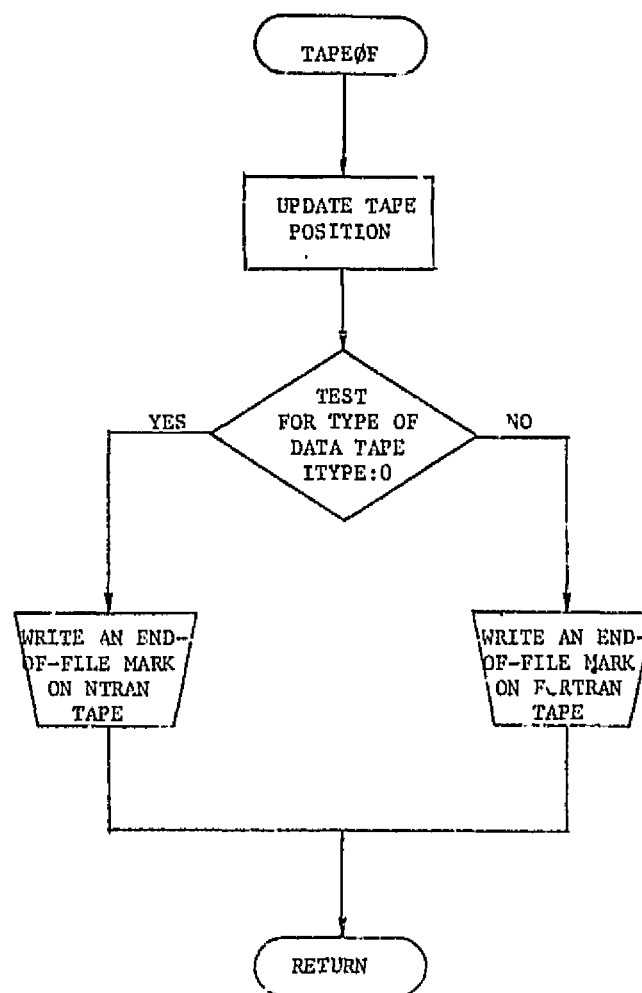 TAPEØF
UPDATE TAPE
POSITION
TEST
FOR TYPE OF
DATA TAPE
ITYPE:0
YES
NO
WRITE AN END-
OF-FILE MARK
ON NTRAN
TAPE
WRITE AN END-
OF-FILE MARK
ON FORTRAN
TAPE
RETURN